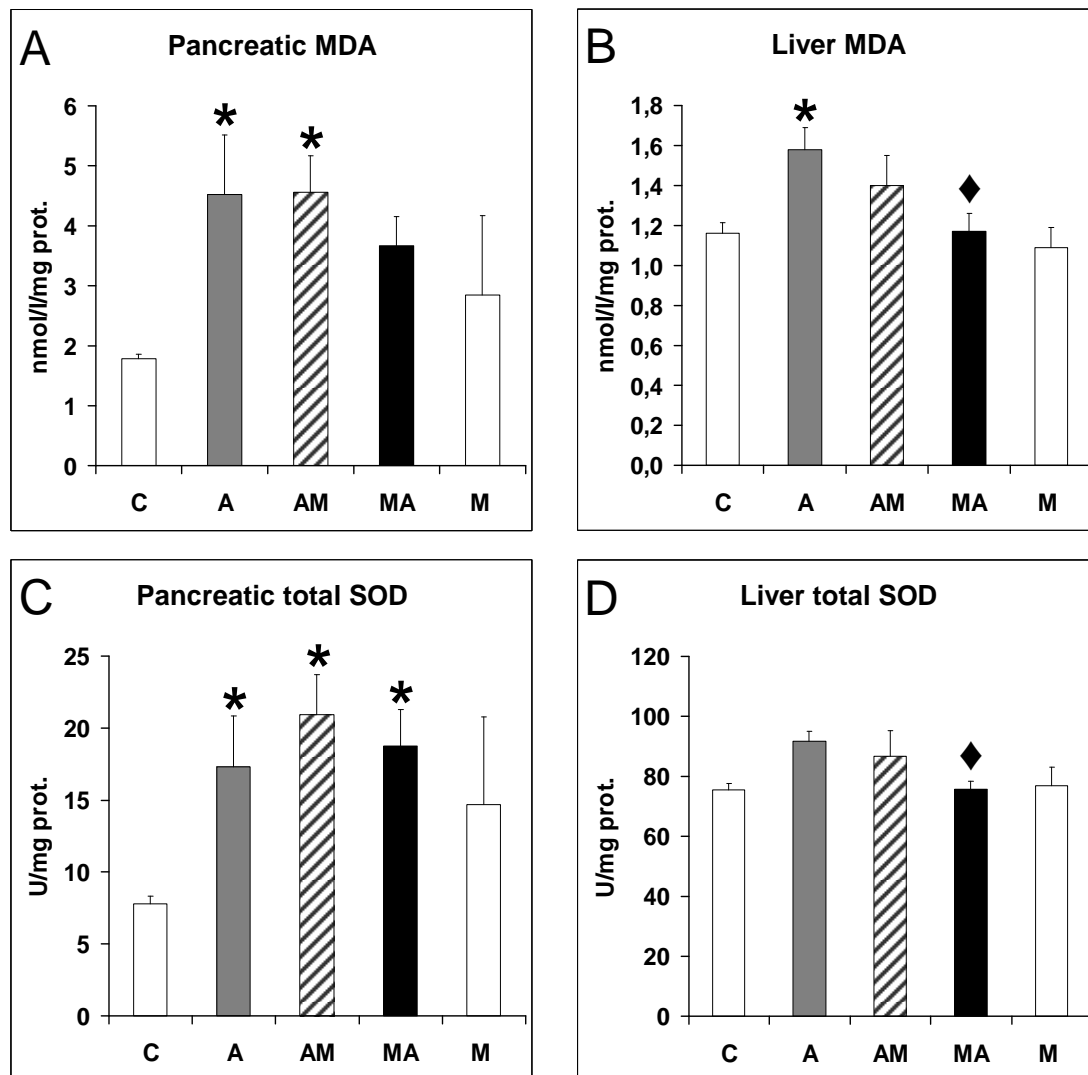 A
Pancreatic MDA
nmol/l/mg prot.
6
*
*
5
4
3
2
1
0
C A AM MA M
B
Liver MDA
nmol/l/mg prot.
1,8
*
1,6
1,4
♦
1,2
1,0
0,8
0,6
0,4
0,2
0,0
C A AM MA M
C
Pancreatic total SOD
U/mg prot.
25
*
*
*
20
15
10
5
0
C A AM MA M
D
Liver total SOD
U/mg prot.
120
100
♦
80
60
40
20
0
C A AM MA M